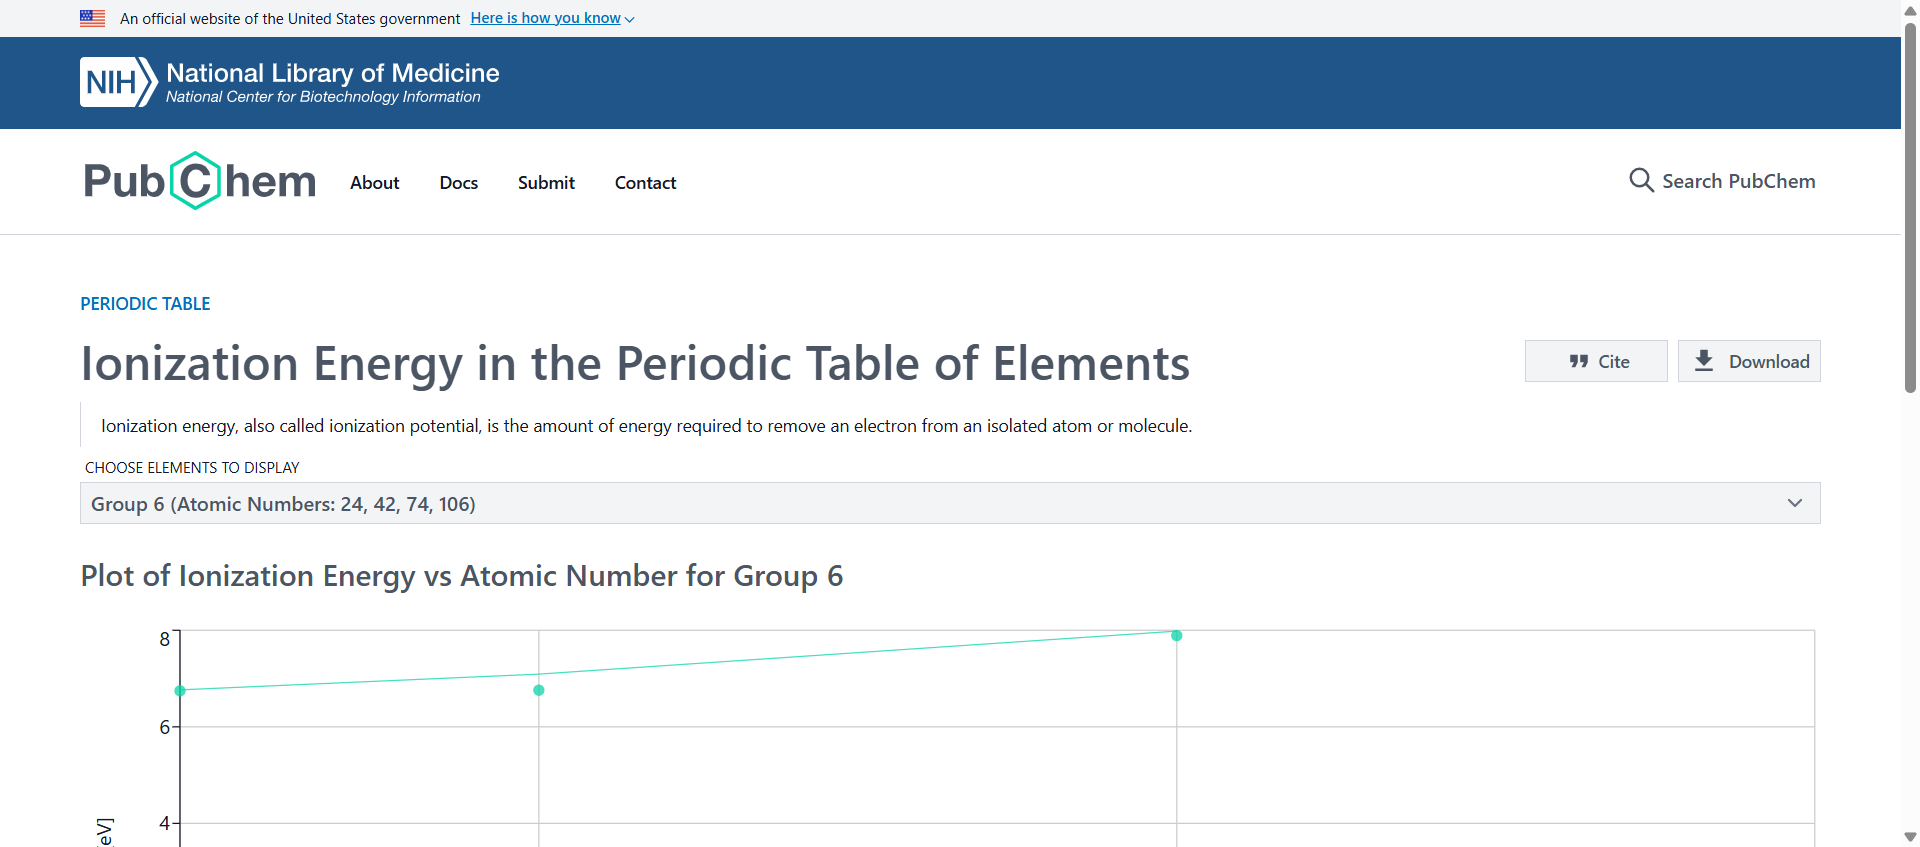 An official website of the United States government Here is how you know
NIH National Library of Medicine
National Center for Biotechnology Information
PubChem About Docs Submit Contact Search PubChem
PERIODIC TABLE
Ionization Energy in the Periodic Table of Elements
Cite Download
Ionization energy, also called ionization potential, is the amount of energy required to remove an electron from an isolated atom or molecule.
CHOOSE ELEMENTS TO DISPLAY
Group 6 (Atomic Numbers: 24, 42, 74, 106)
Plot of Ionization Energy vs Atomic Number for Group 6
8
6
4
eV]